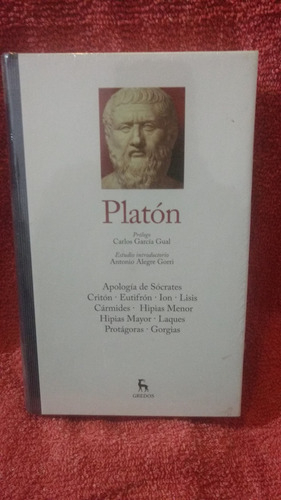 Platón
Prólogo
Carlos García Gual
Estudio introductorio
Antonio Alegre Gorri
Apología de Sócrates
Critón · Eutifrón · Ion · Lisis
Cármides · Hipias Menor
Hipias Mayor · Laques
Protágoras · Gorgias
GREDOS